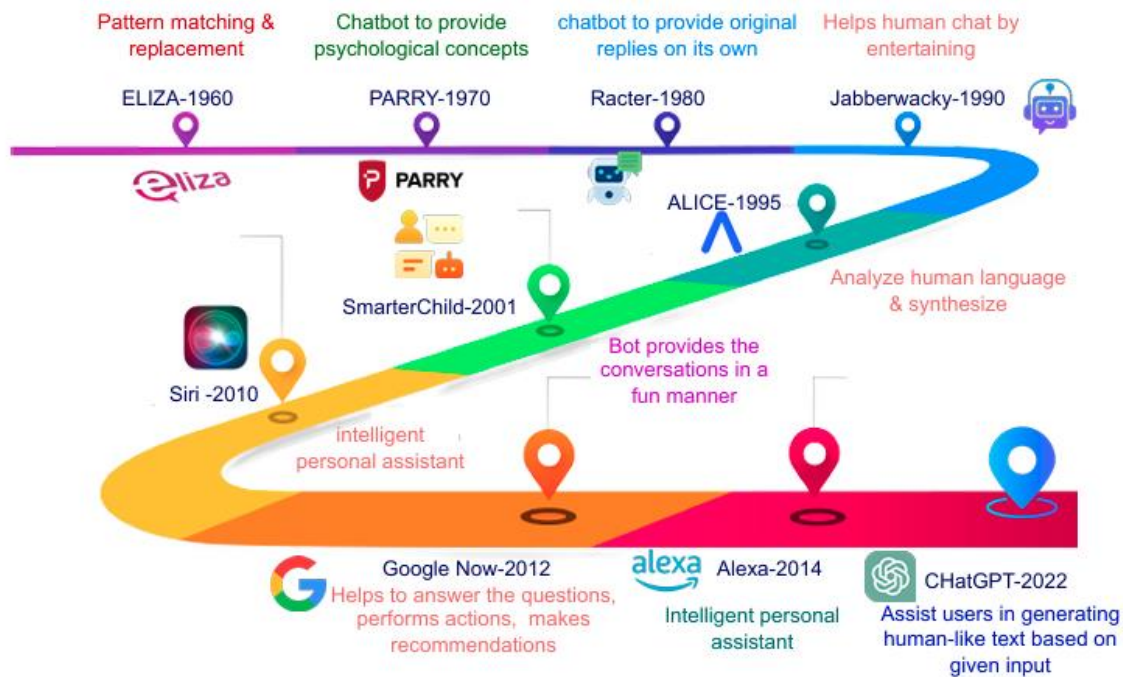 Pattern matching &
replacement
Chatbot to provide
psychological concepts
chatbot to provide original
replies on its own
Helps human chat by
entertaining
ELIZA-1960
PARRY-1970
Racter-1980
Jabberwacky-1990
eliza
PARRY
ALICE-1995
Analyze human language
& synthesize
SmarterChild-2001
Bot provides the
conversations in a
fun manner
Siri -2010
intelligent
personal assistant
Google Now-2012
Helps to answer the questions,
performs actions, makes
recommendations
alexa
Alexa-2014
Intelligent personal
assistant
CHatGPT-2022
Assist users in generating
human-like text based on
given input